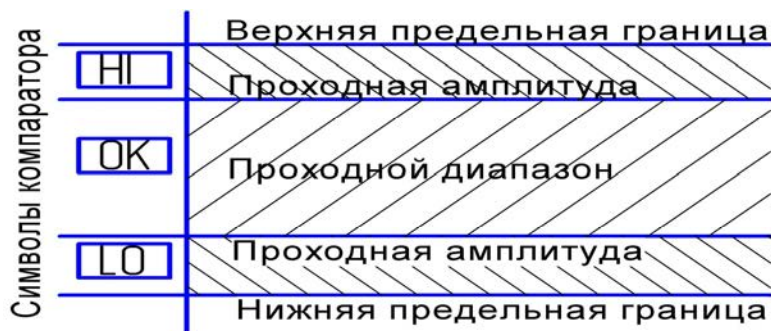 Символы компаратора
Верхняя предельная граница
HI
Проходная амплитуда
OK
Проходной диапазон
LO
Проходная амплитуда
Нижняя предельная граница